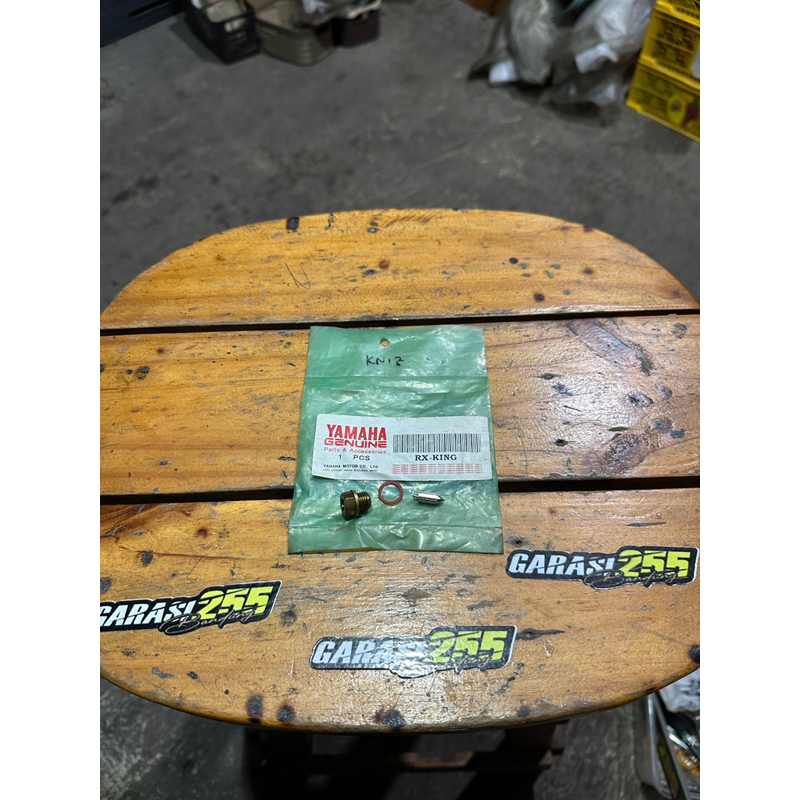 KN12
YAMAHA
GENUINE
Parts & Accessories
1 PCS
RX-KING
YAMAHA MOTOR CO., LTD
GARASI 255
Bandung
GARASI 255
Bandung
GARASI 255
Bandung